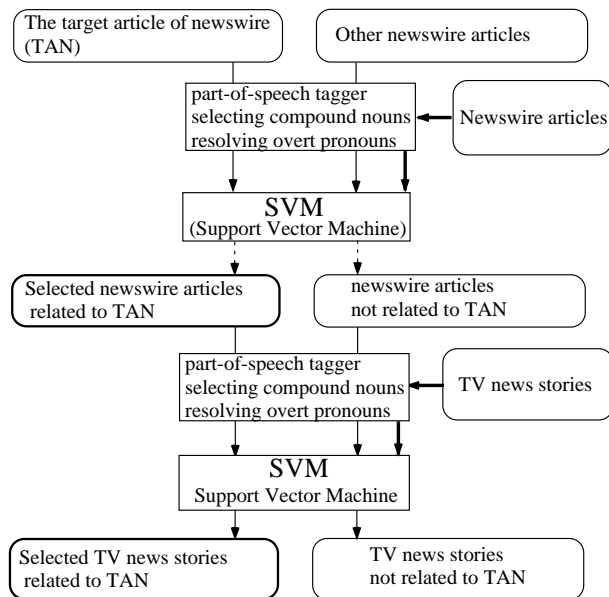 The target article of newswire
(TAN)
Other newswire articles
part-of-speech tagger
selecting compound nouns
resolving overt pronouns
Newswire articles
SVM
(Support Vector Machine)
Selected newswire articles
related to TAN
newswire articles
not related to TAN
part-of-speech tagger
selecting compound nouns
resolving overt pronouns
TV news stories
SVM
Support Vector Machine
Selected TV news stories
related to TAN
TV news stories
not related to TAN